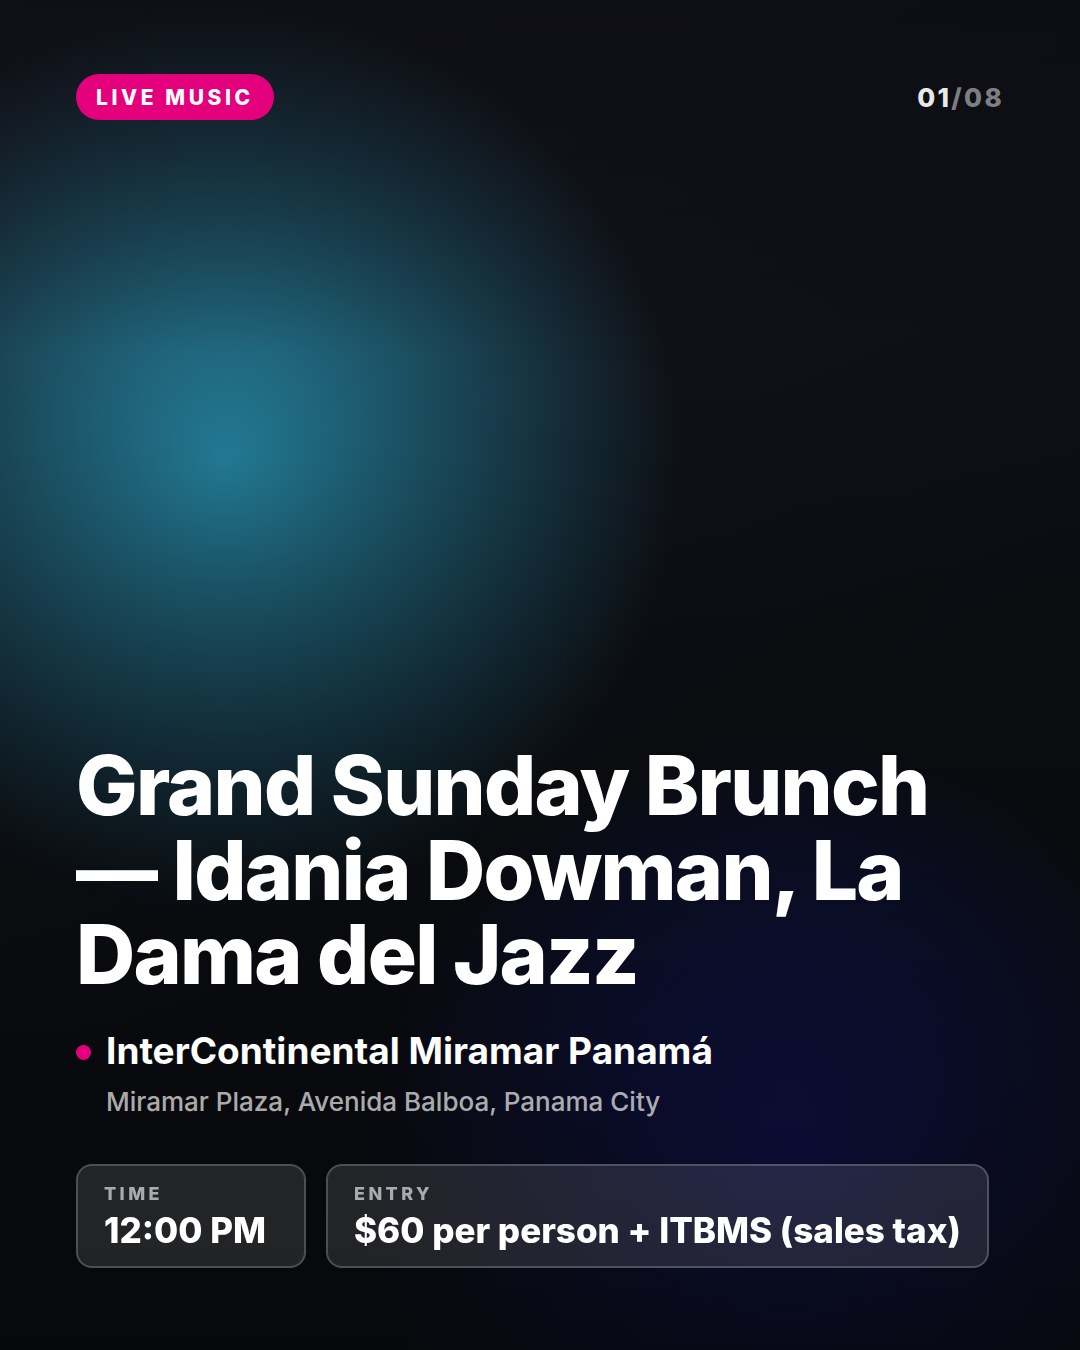 LIVE MUSIC
01/08
Grand Sunday Brunch
— Idania Dowman, La
Dama del Jazz
InterContinental Miramar Panamá
Miramar Plaza, Avenida Balboa, Panama City
TIME
12:00 PM
ENTRY
$60 per person + ITBMS (sales tax)